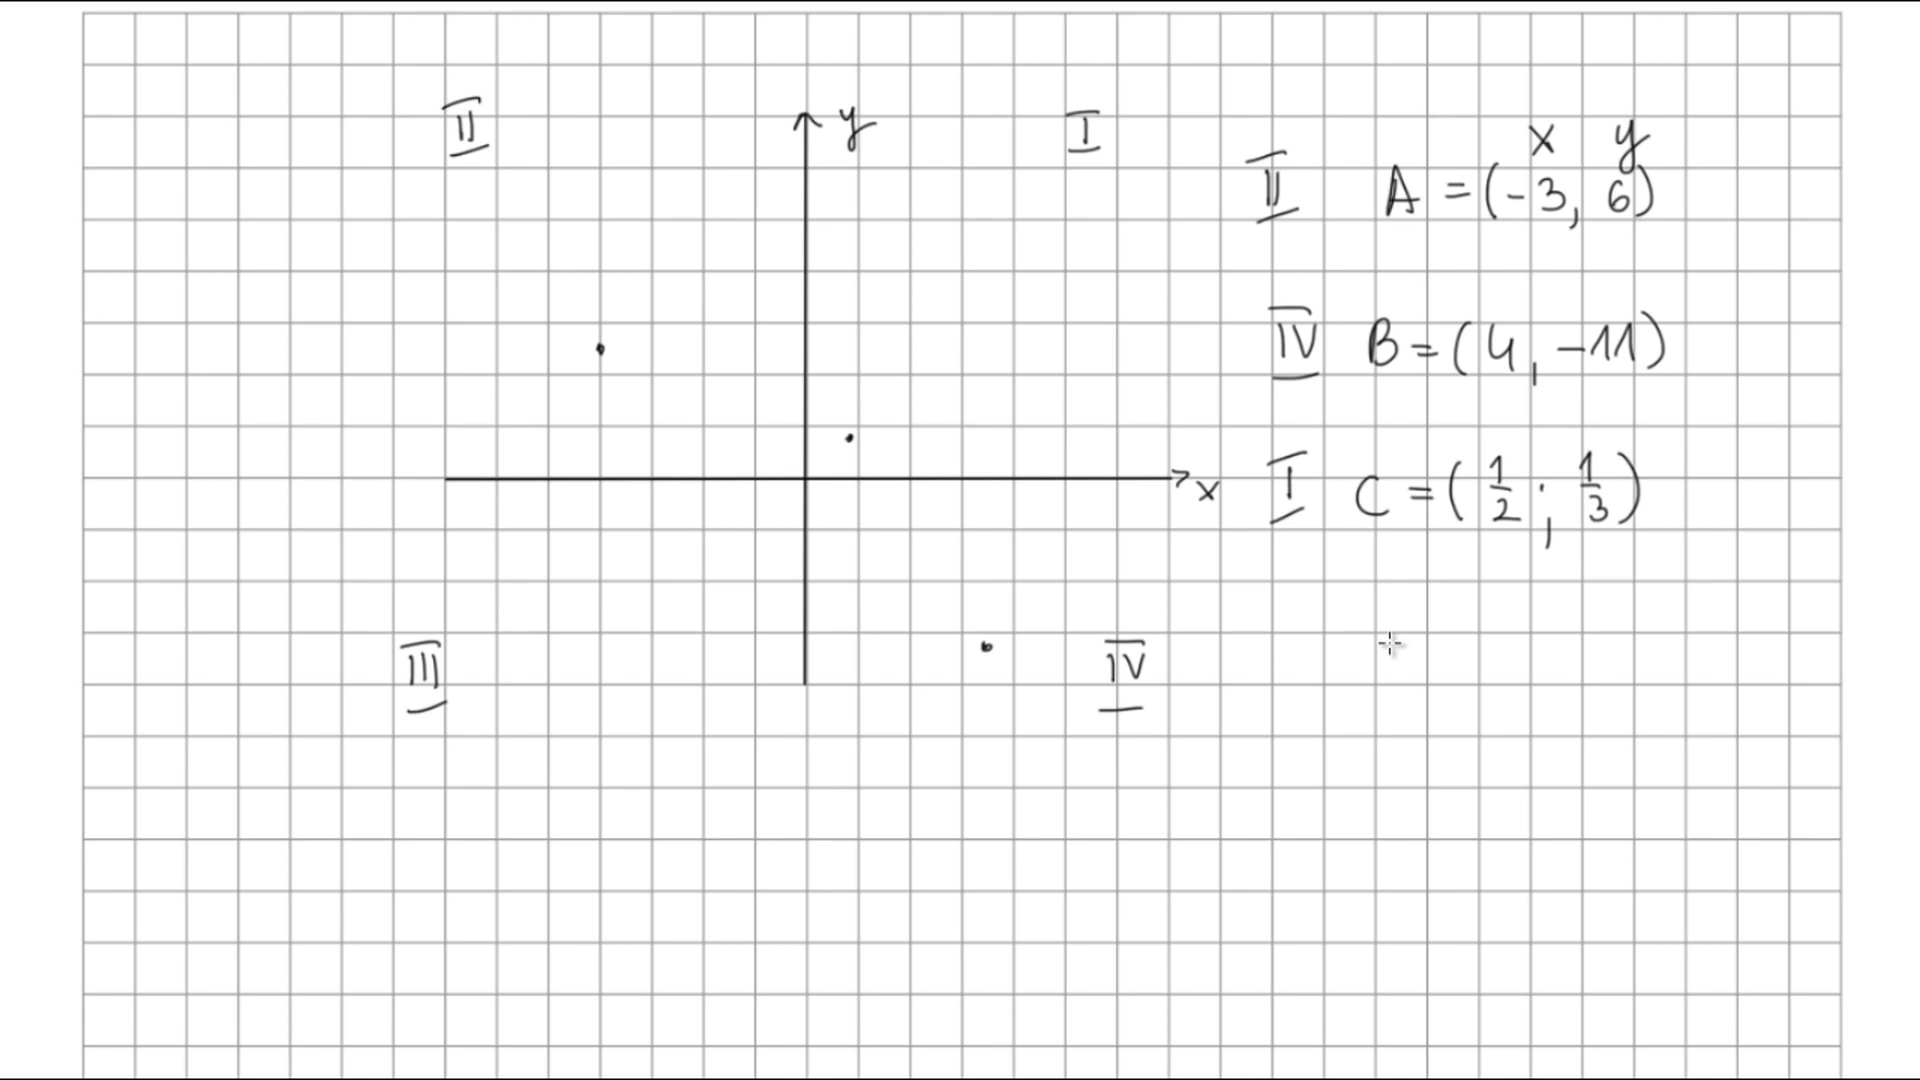 II y I
x y
II A = (-3, 6)
IV B = (4, -11)
x I C = (1/2 ; 1/3)
III IV